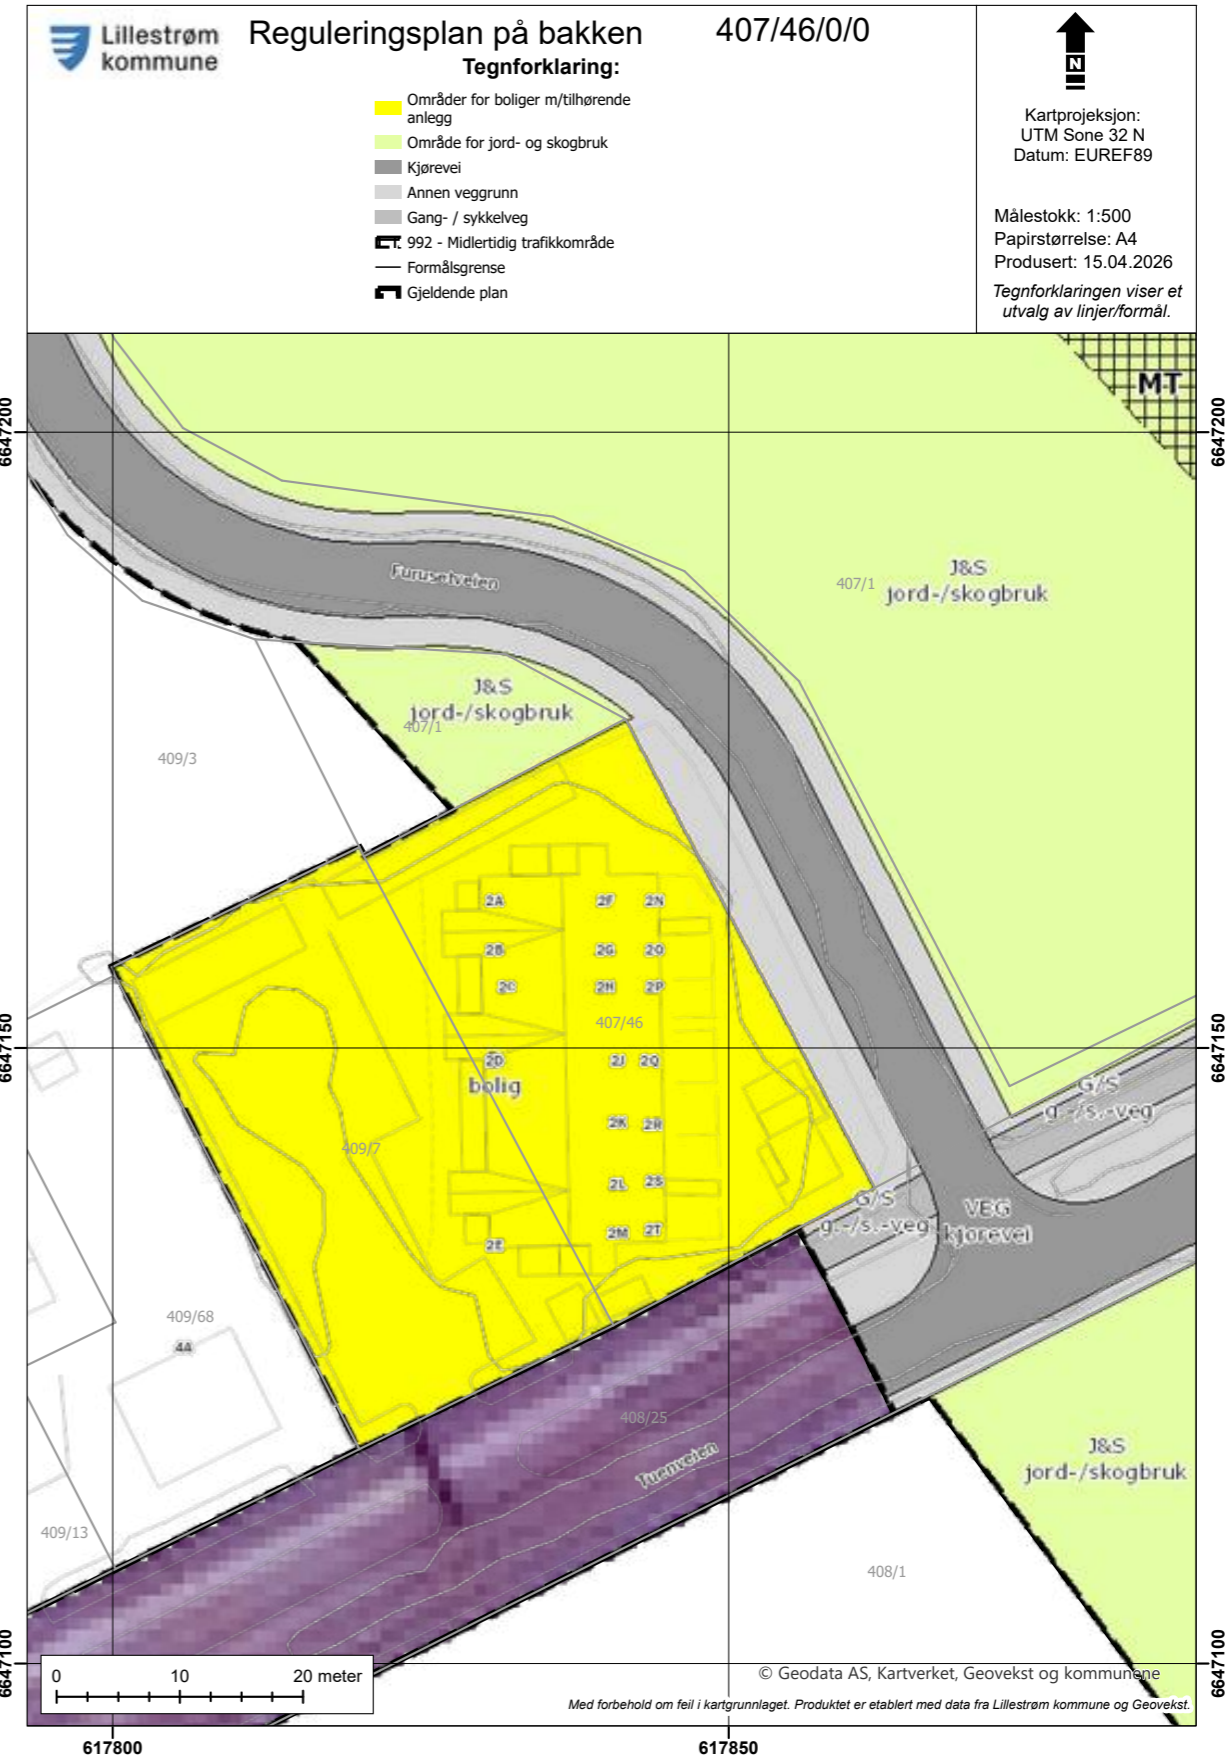 Lillestrøm
kommune
Reguleringsplan på bakken 407/46/0/0
Tegnforklaring:
Områder for boliger m/tilhørende
anlegg
Område for jord- og skogbruk
Kjørevei
Annen veggrunn
Gang- / sykkelveg
992 - Midlertidig trafikkområde
Formålsgrense
Gjeldende plan
N
Kartprojeksjon:
UTM Sone 32 N
Datum: EUREF89
Målestokk: 1:500
Papirstørrelse: A4
Produsert: 15.04.2026
Tegnforklaringen viser et
utvalg av linjer/formål.
MT
6647200
6647200
Furusetveien
407/1
J&S
jord-/skogbruk
J&S
jord-/skogbruk
407/1
409/3
2A
2F
2N
2B
2G
2O
2C
2H
2P
407/46
6647150
6647150
2D
2J
2Q
bolig
G/S
g.-/s.-veg
2K
2R
409/7
2L
2S
G/S
g.-/s.-veg
VEG
kjørevei
2M
2T
2E
409/68
4A
408/25
Tuenveien
J&S
jord-/skogbruk
409/13
408/1
6647100
6647100
0 10 20 meter
© Geodata AS, Kartverket, Geovekst og kommunene
Med forbehold om feil i kartgrunnlaget. Produktet er etablert med data fra Lillestrøm kommune og Geovekst.
617800
617850